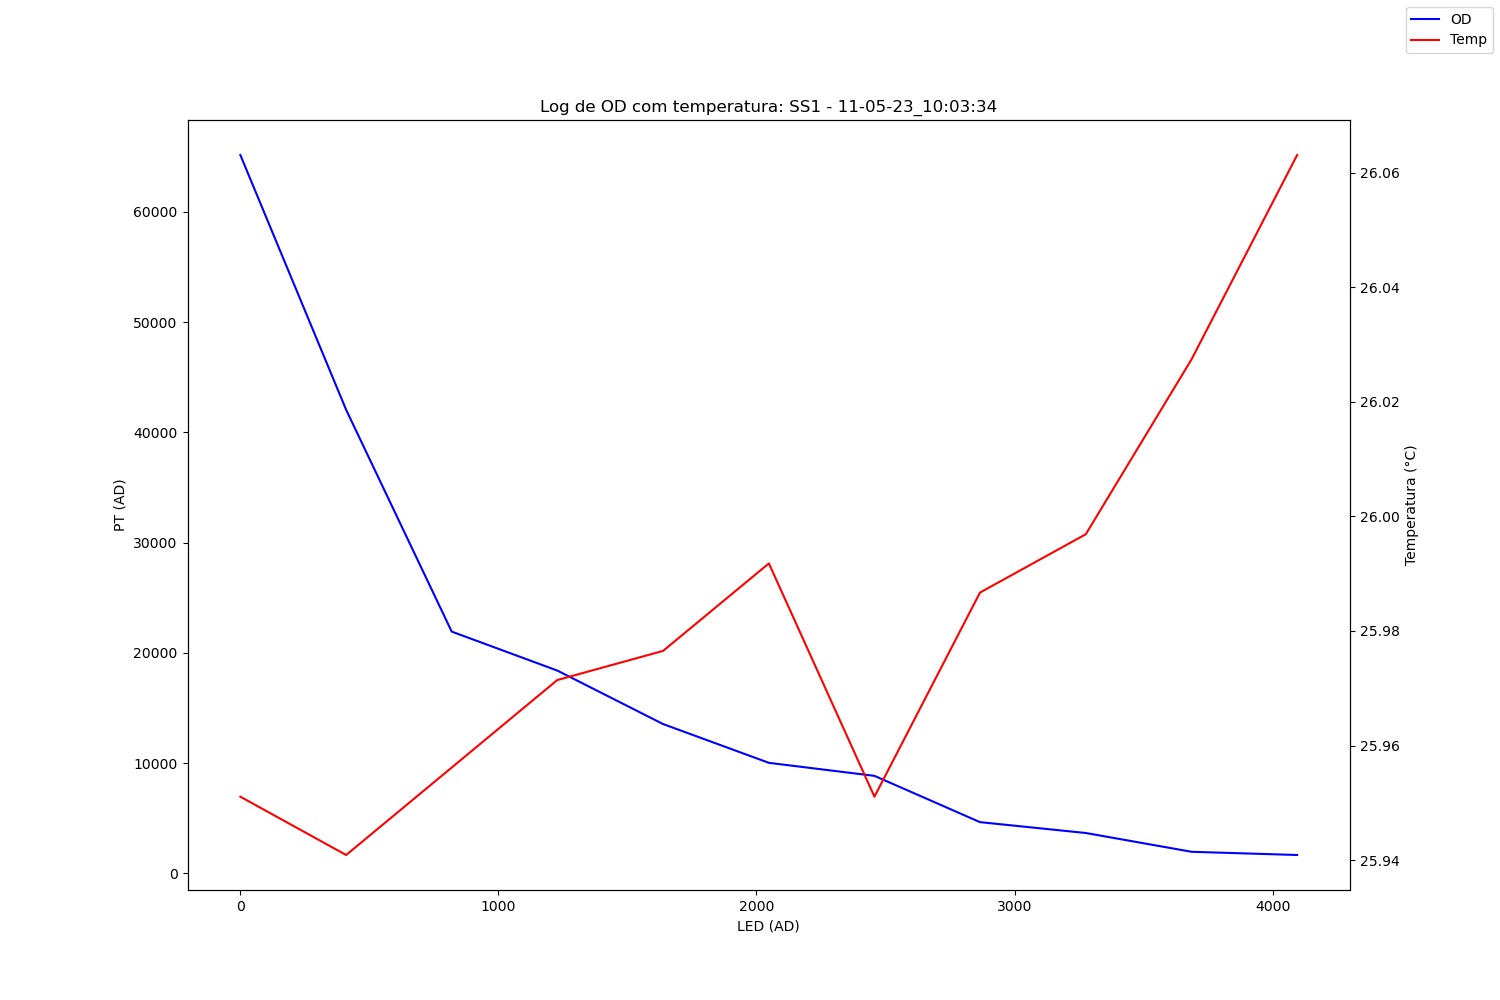 OD
Temp
Log de OD com temperatura: SS1 - 11-05-23_10:03:34
60000
50000
40000
30000
20000
10000
0
PT (AD)
26.06
26.04
26.02
26.00
25.98
25.96
25.94
Temperatura (°C)
0 1000 2000 3000 4000
LED (AD)